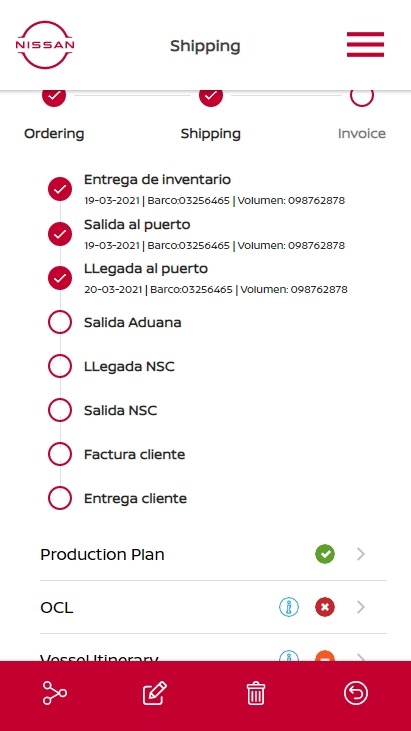 NISSAN
Shipping
Ordering
Shipping
Invoice
Entrega de inventario
19-03-2021 | Barco:03256465 | Volumen: 098762878
Salida al puerto
19-03-2021 | Barco:03256465 | Volumen: 098762878
LLegada al puerto
20-03-2021 | Barco:03256465 | Volumen: 098762878
Salida Aduana
LLegada NSC
Salida NSC
Factura cliente
Entrega cliente
Production Plan
OCL
Vessel Itinerary